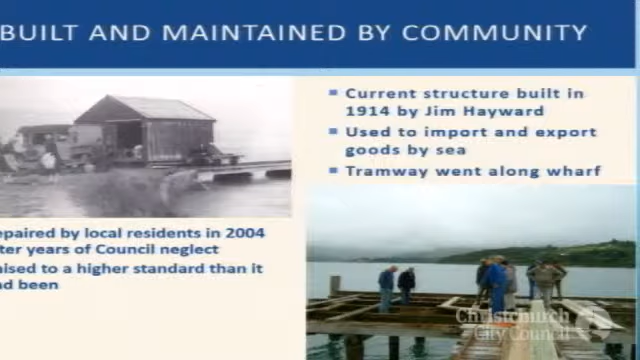 BUILT AND MAINTAINED BY COMMUNITY
Current structure built in
1914 by Jim Hayward
Used to import and export
goods by sea
Tramway went along wharf
epaired by local residents in 2004
ter years of Council neglect
ised to a higher standard than it
d been
Christchurch
City Council